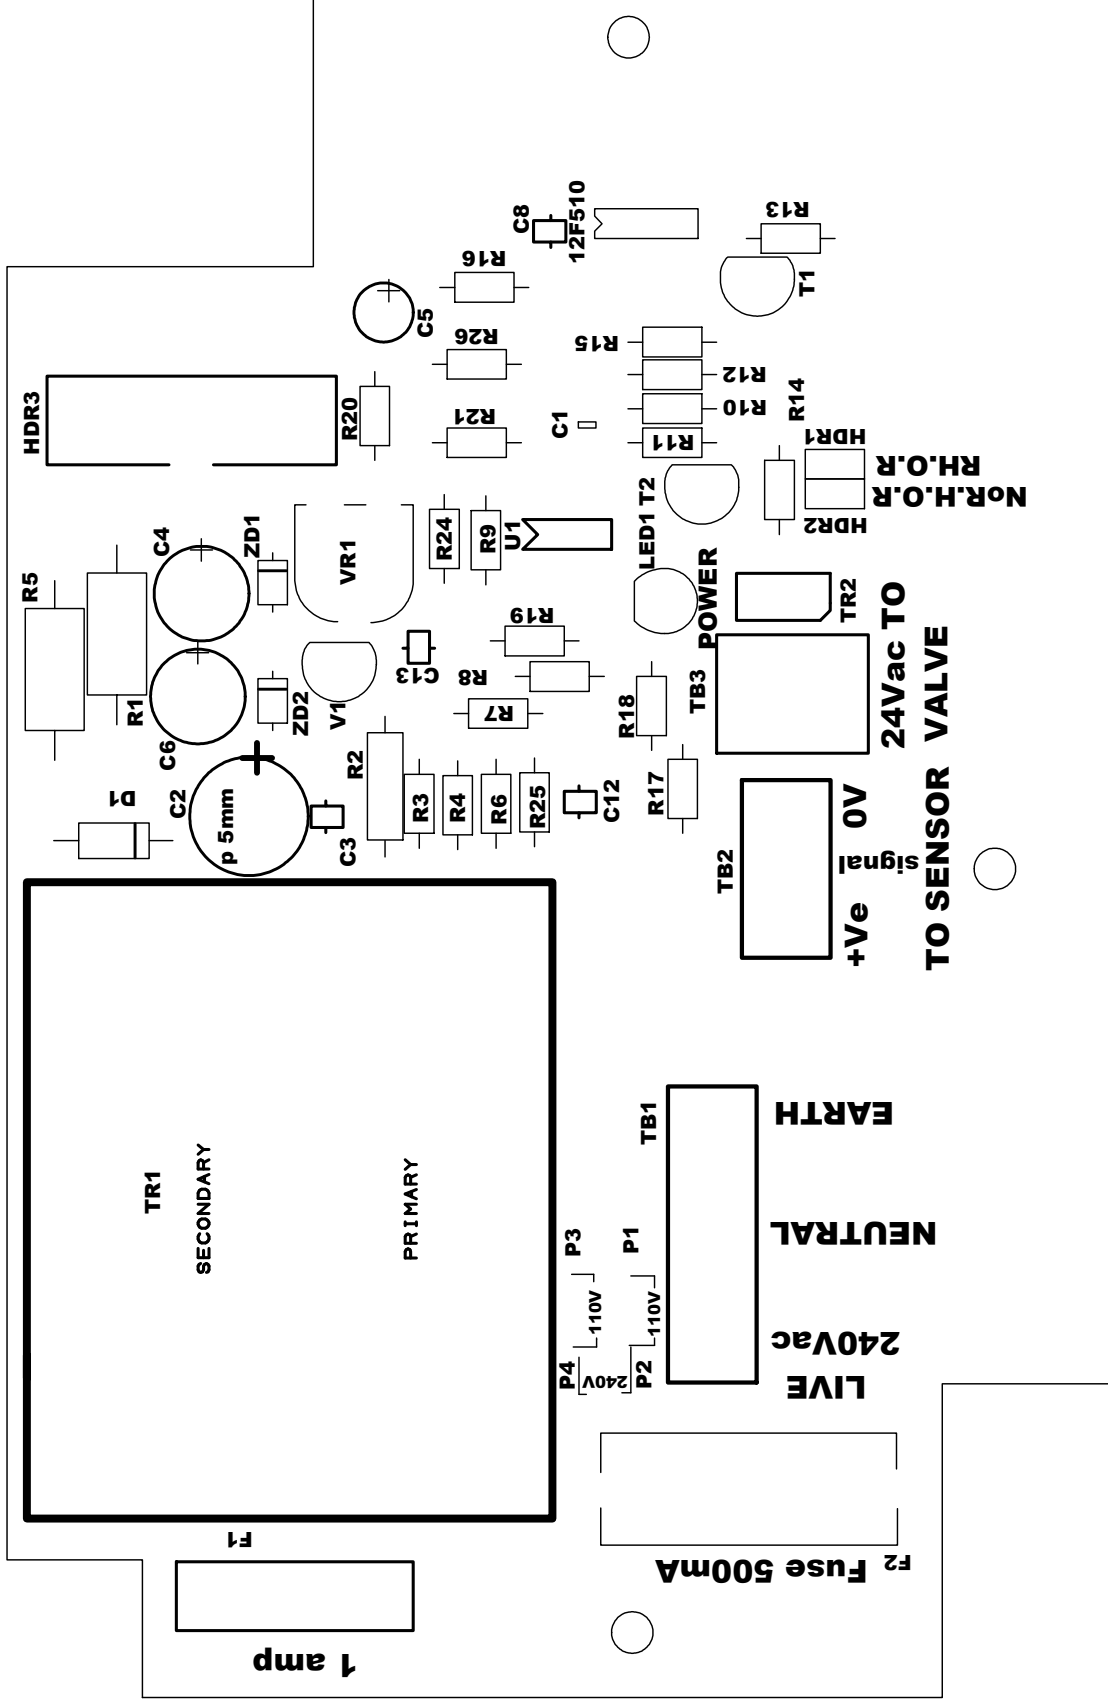 C8
12F510
R13
R16
T1
C5
R26
R15
R12
HDR3
R20
R21
C1
R10
R14
R11
HDR1
RH.O.R
NoR.H.O.R
HDR2
C4
ZD1
R5
VR1
R24
R9
U1
LED1
T2
POWER
TR2
R19
C13
R8
R1
C6
ZD2
V1
R7
R18
TB3
24Vac TO
VALVE
R2
D1
C2
p 5mm
C3
R3
R4
R6
R25
C12
R17
TB2
0V
signal
+Ve
TO SENSOR
TR1
SECONDARY
PRIMARY
TB1
EARTH
NEUTRAL
P3
P1
110V
110V
P4
240V
P2
240Vac
LIVE
F1
F2
Fuse 500mA
1 amp